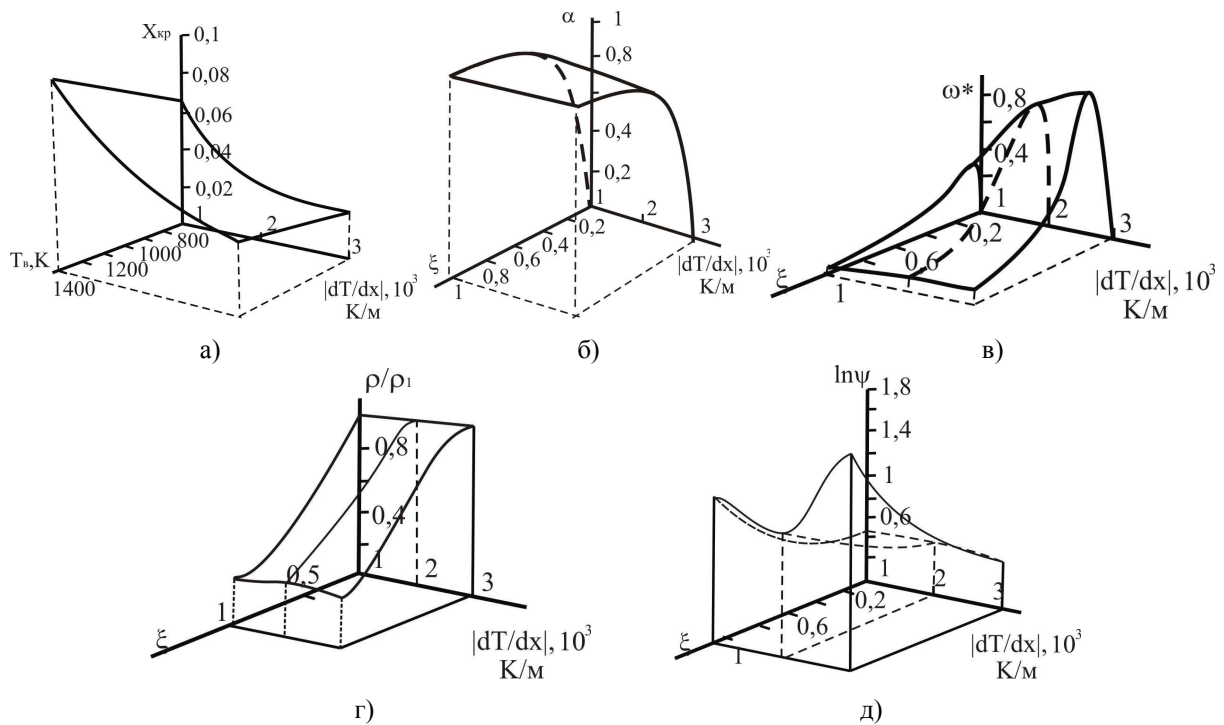 Xкр
0,1
0,08
0,06
0,04
0,02
1
2
3
800
1000
1200
1400
Tв,K
|dT/dx|, 10³
К/м
а)
α
1
0,8
0,6
0,4
0,2
1
2
3
0,2
0,4
0,6
0,8
1
ξ
|dT/dx|, 10³
К/м
б)
ω*
0,8
0,4
1
2
3
0,2
0,6
1
ξ
|dT/dx|, 10³
К/м
в)
ρ/ρ₁
0,8
0,4
1
2
3
0,5
1
ξ
|dT/dx|, 10³
К/м
г)
lnψ
1,8
1,4
1
0,6
1
2
3
0,2
0,6
1
ξ
|dT/dx|, 10³
К/м
д)